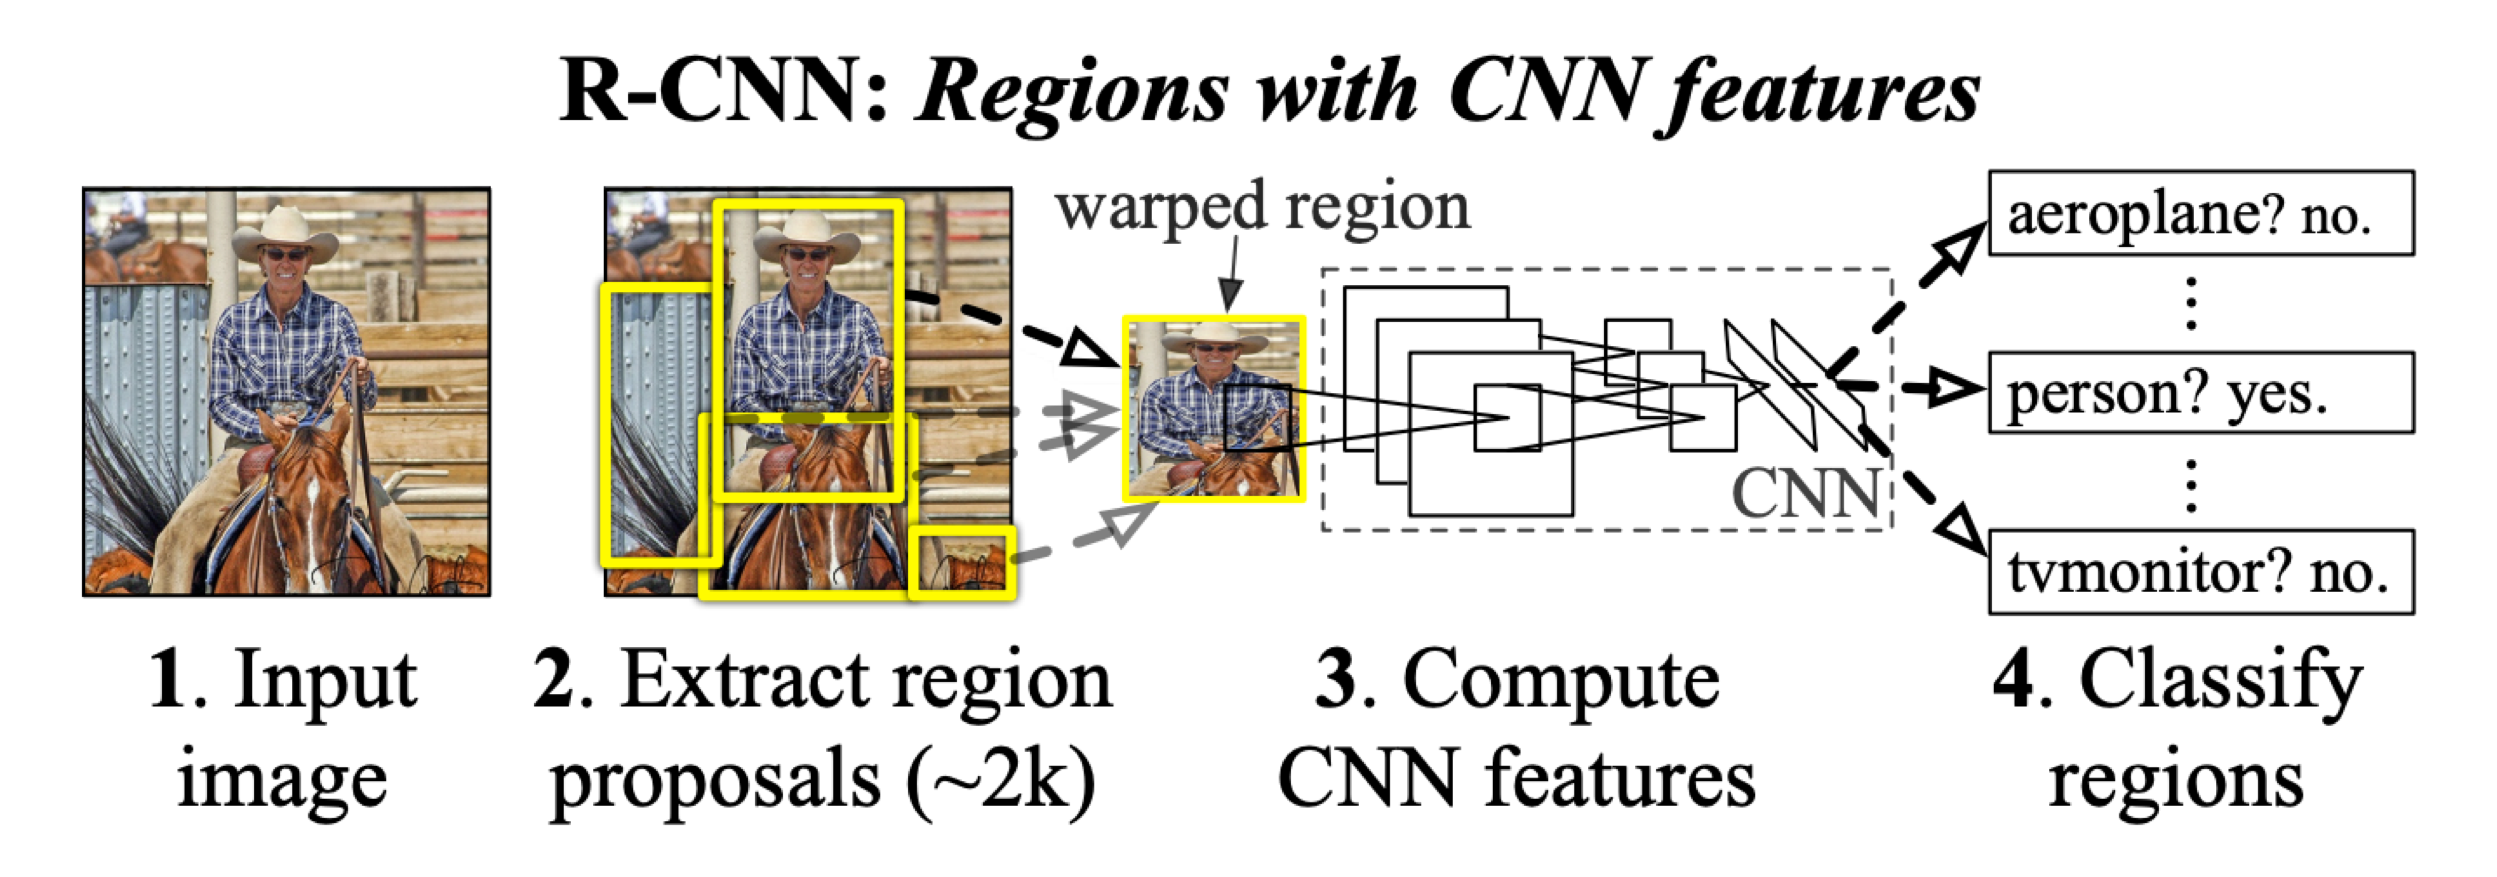 R-CNN: Regions with CNN features
warped region
aeroplane? no.
person? yes.
tvmonitor? no.
CNN
1. Input
image
2. Extract region
proposals (~2k)
3. Compute
CNN features
4. Classify
regions